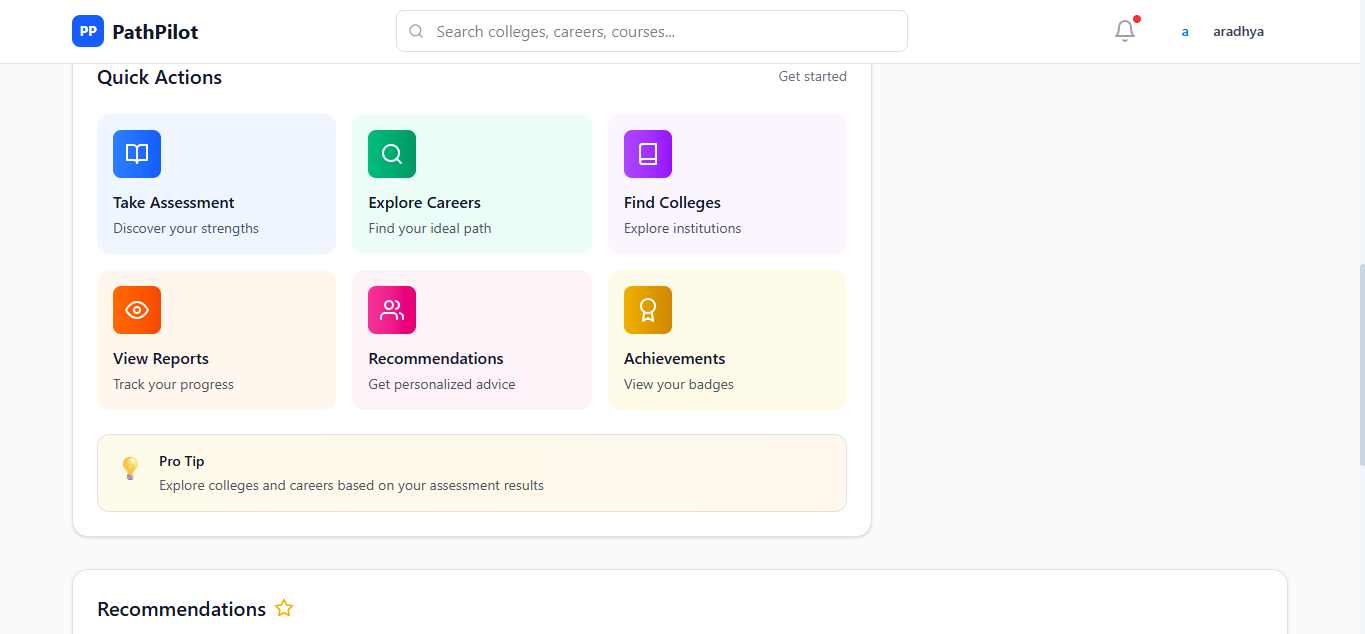 PP PathPilot
Search colleges, careers, courses...
a aradhya
Quick Actions
Get started
Take Assessment
Discover your strengths
Explore Careers
Find your ideal path
Find Colleges
Explore institutions
View Reports
Track your progress
Recommendations
Get personalized advice
Achievements
View your badges
Pro Tip
Explore colleges and careers based on your assessment results
Recommendations